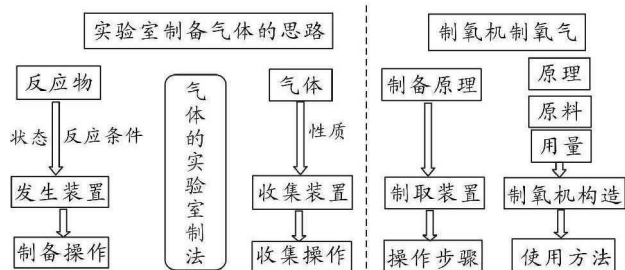 实验室制备气体的思路
制氧机制氧气
反应物
状态
反应条件
发生装置
制备操作
气体的实验室制法
气体
性质
收集装置
收集操作
制备原理
制取装置
操作步骤
原理
原料
用量
制氧机构造
使用方法